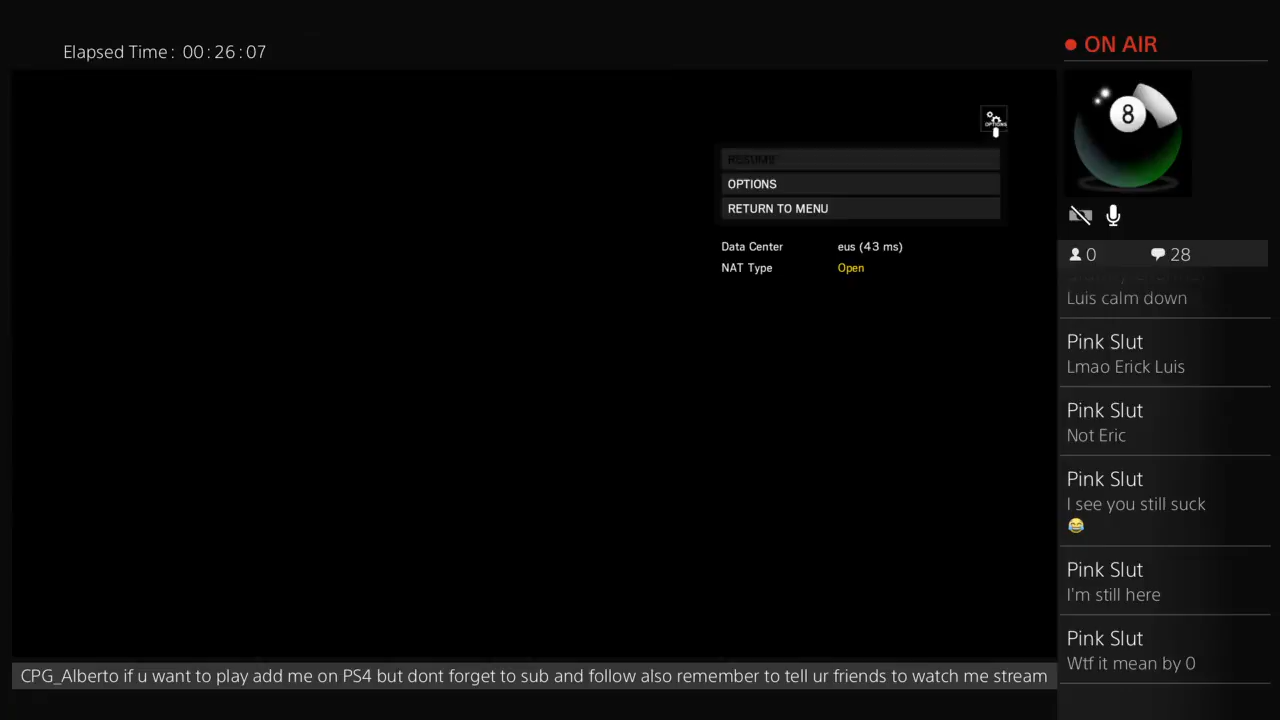 Elapsed Time: 00:26:07
ON AIR
8
OPTIONS
RESUME
OPTIONS
RETURN TO MENU
Data Center eus (43 ms)
NAT Type Open
0 28
Luis calm down
Pink Slut
Lmao Erick Luis
Pink Slut
Not Eric
Pink Slut
I see you still suck
😂
Pink Slut
I'm still here
Pink Slut
Wtf it mean by 0
CPG_Alberto if u want to play add me on PS4 but dont forget to sub and follow also remember to tell ur friends to watch me stream